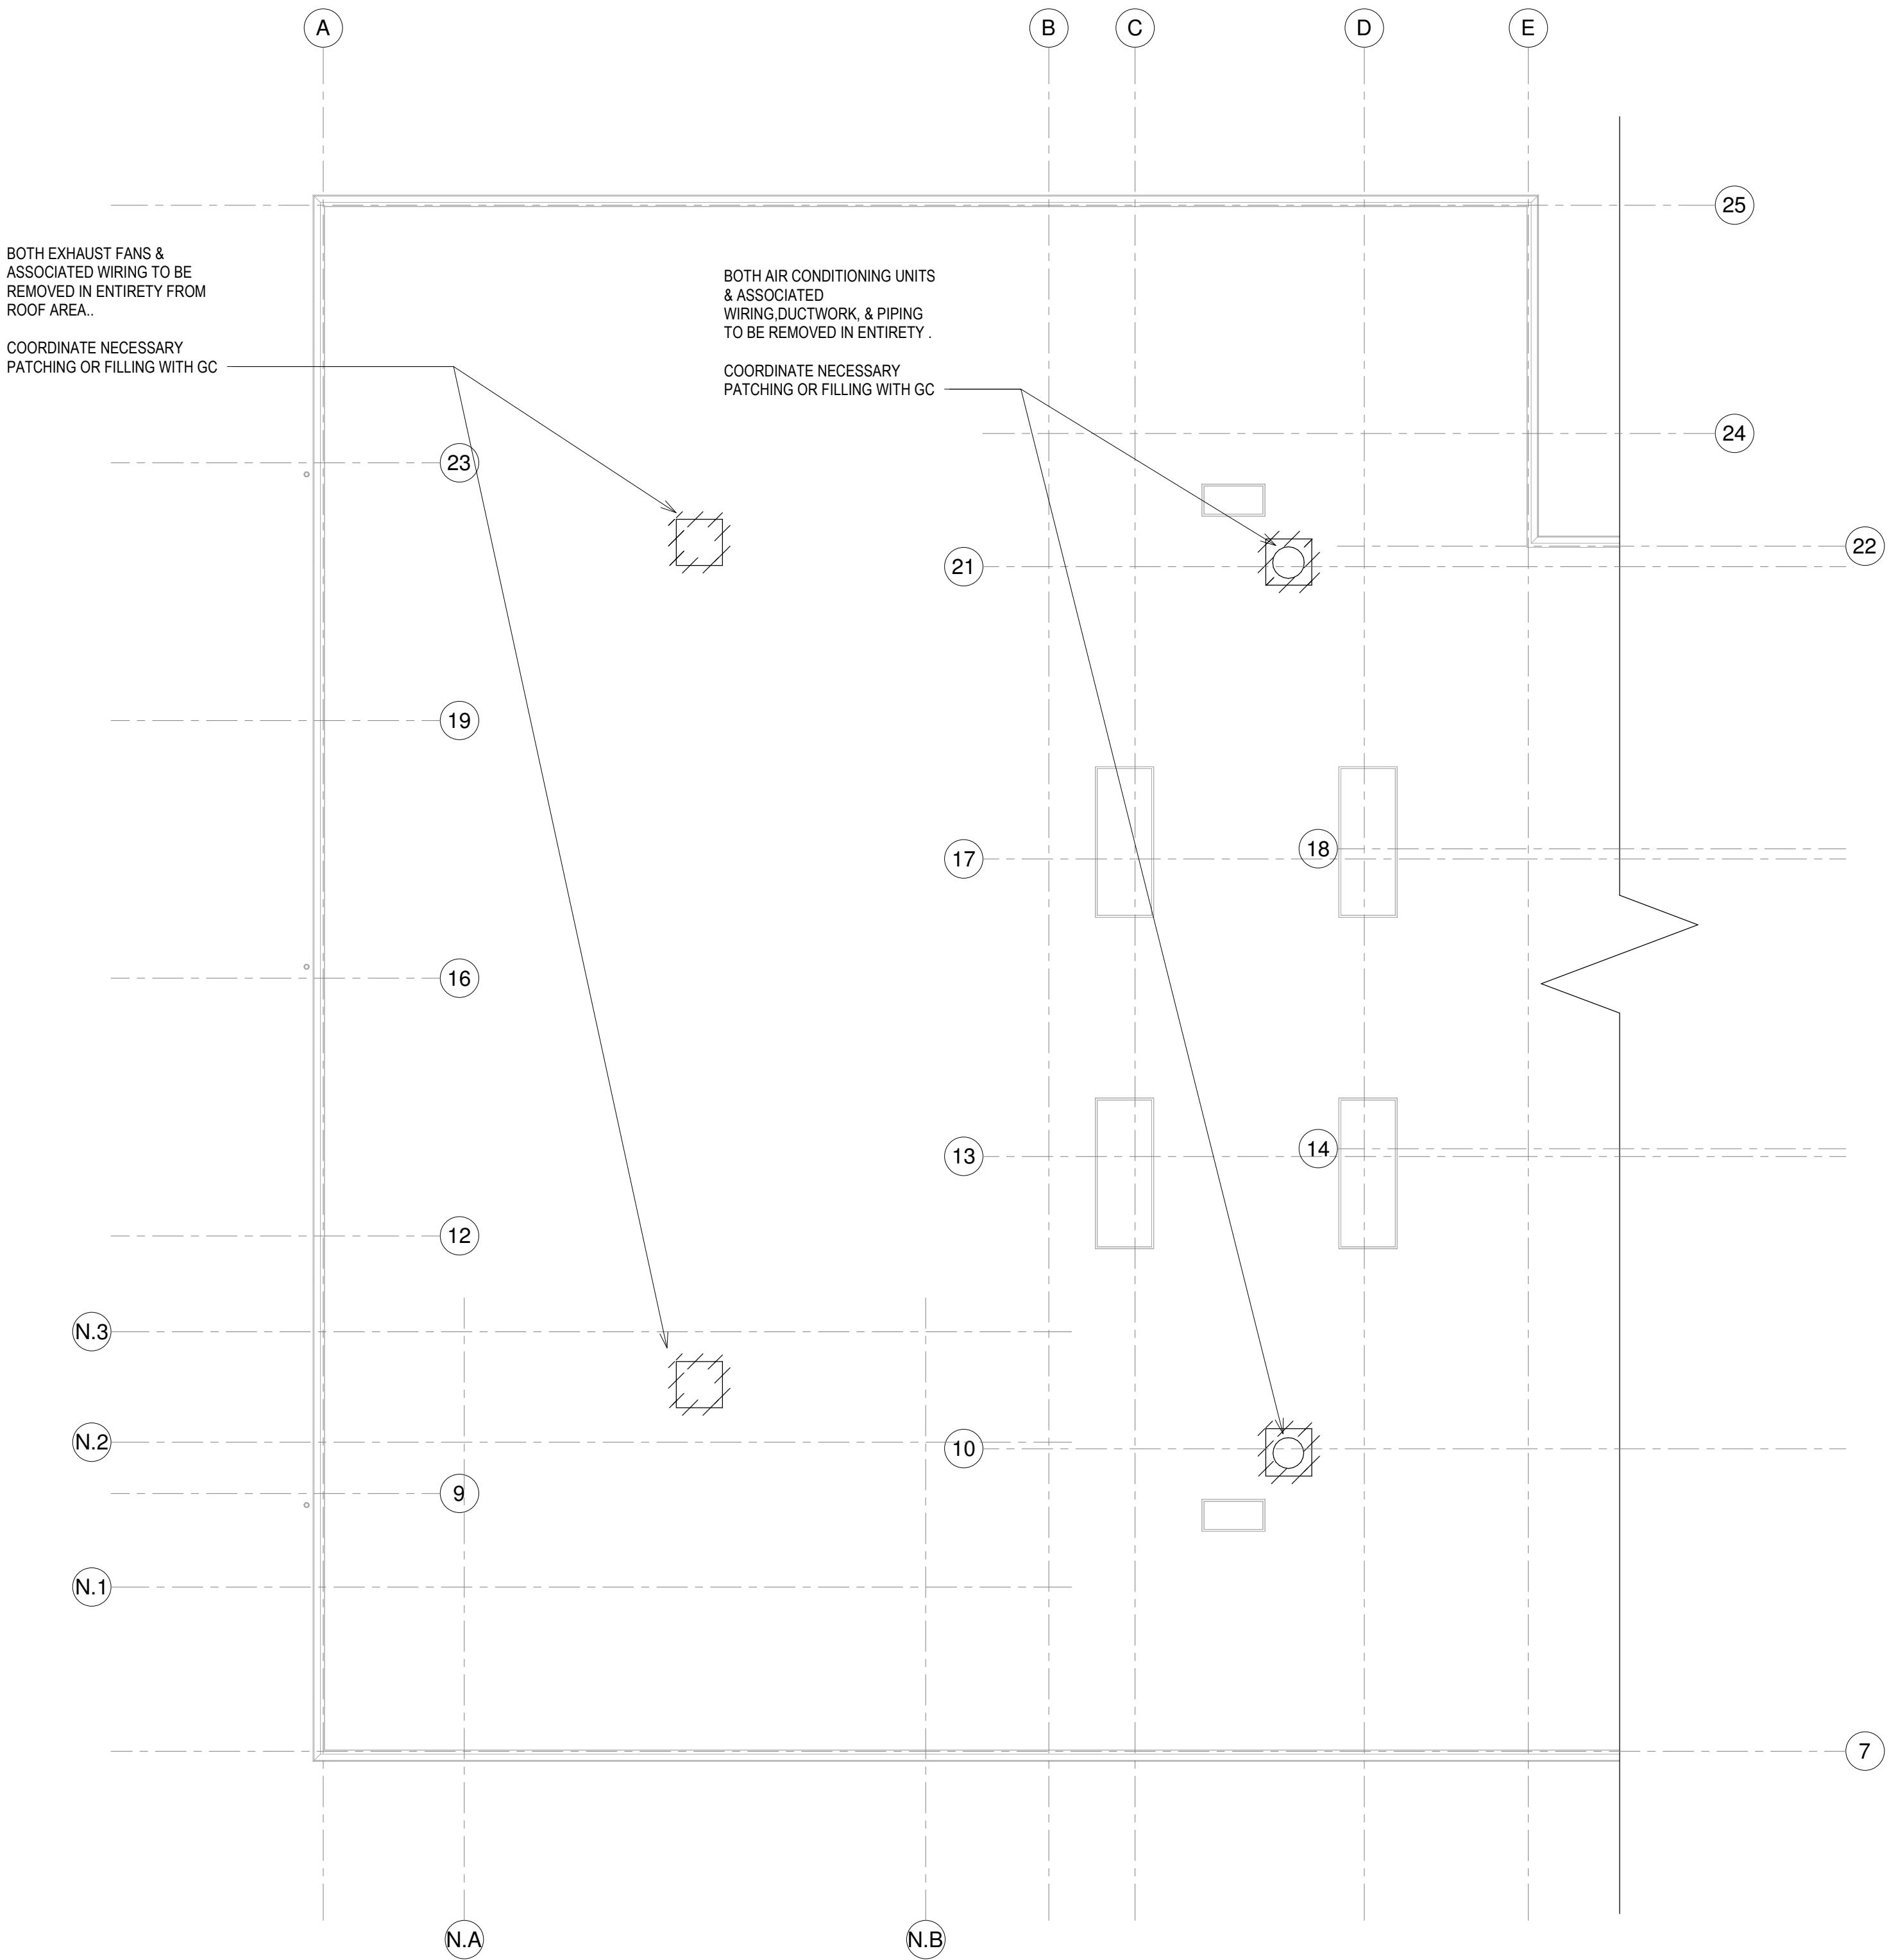 A
B
C
D
E
25
BOTH EXHAUST FANS &
ASSOCIATED WIRING TO BE
REMOVED IN ENTIRETY FROM
ROOF AREA..
COORDINATE NECESSARY
PATCHING OR FILLING WITH GC
BOTH AIR CONDITIONING UNITS
& ASSOCIATED
WIRING,DUCTWORK, & PIPING
TO BE REMOVED IN ENTIRETY .
COORDINATE NECESSARY
PATCHING OR FILLING WITH GC
24
23
22
21
19
18
17
16
14
13
12
N.3
N.2
10
9
N.1
7
N.A
N.B